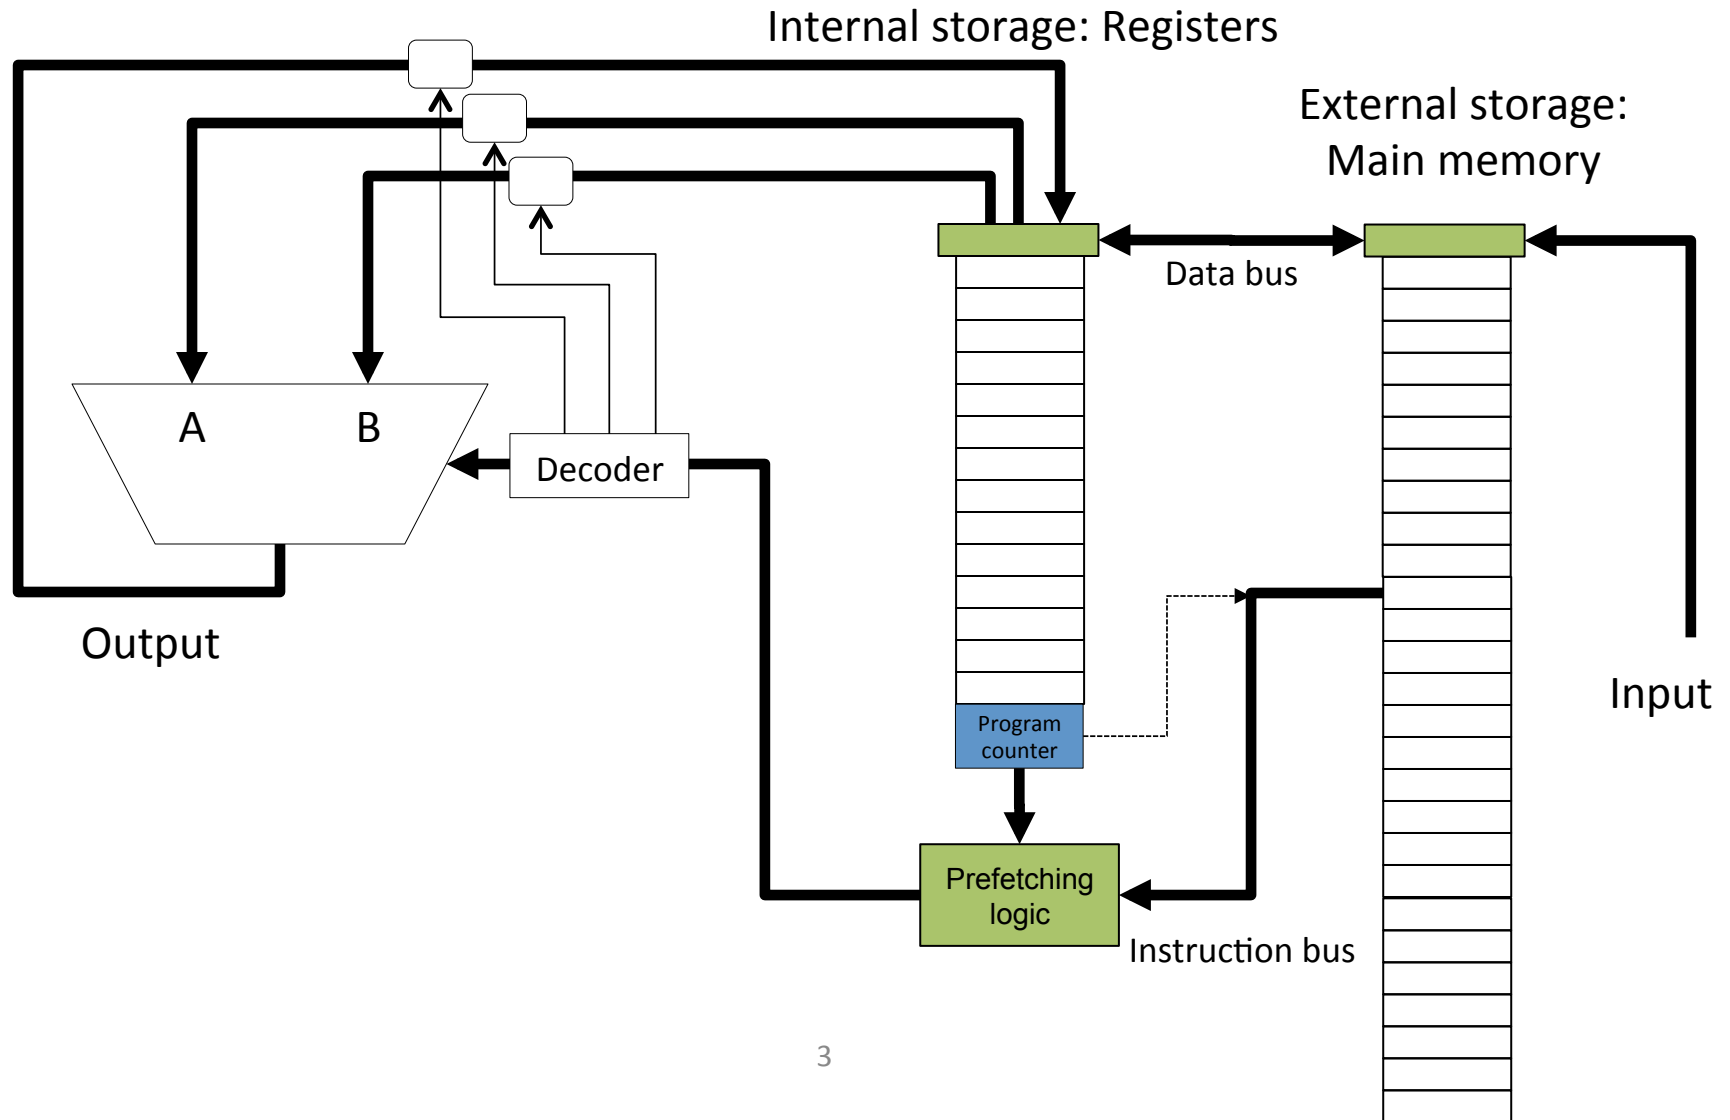 Internal storage: Registers
External storage:
Main memory
Data bus
A
B
Decoder
Output
Input
Program
counter
Prefetching
logic
Instruction bus
3